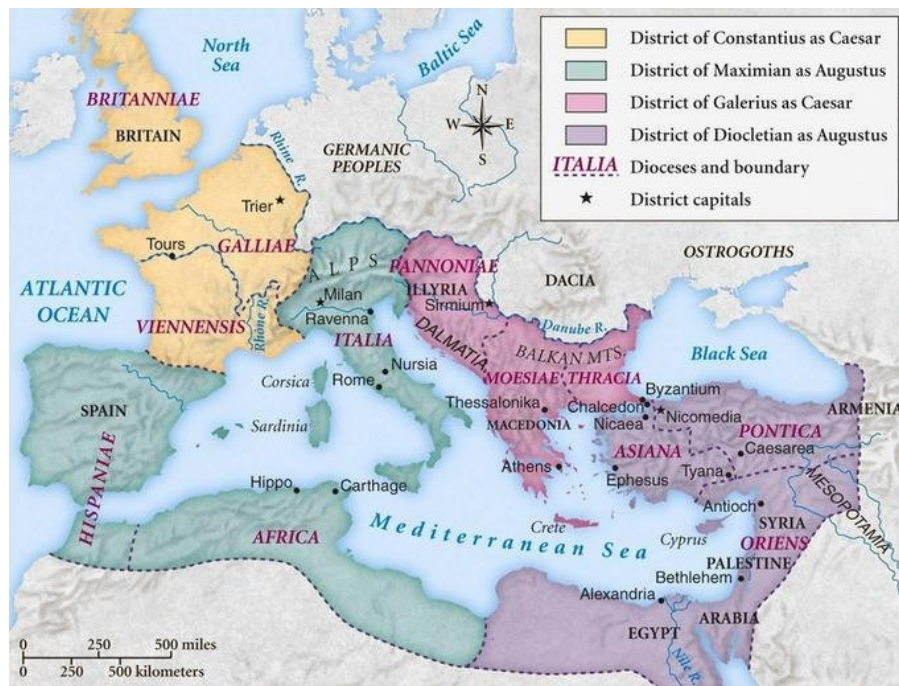 North
Sea
Baltic Sea
District of Constantius as Caesar
District of Maximian as Augustus
District of Galerius as Caesar
District of Diocletian as Augustus
ITALIA Dioceses and boundary
★ District capitals
N
W E
S
BRITANNIAE
BRITAIN
Rhine R.
GERMANIC
PEOPLES
Trier
Tours
GALLIAE
ATLANTIC
OCEAN
VIENNENSIS
Rhône R.
ALPS
Milan
Ravenna
ITALIA
PANNONIAE
ILLYRIA
Sirmium
DACIA
OSTROGOTHS
Danube R.
DALMATIA
BALKAN MTS.
Black Sea
MOESIAE
THRACIA
Corsica
Nursia
Rome
Sardinia
SPAIN
HISPANIAE
Thessalonika
MACEDONIA
Byzantium
Chalcedon
Nicomedia
Nicaea
ARMENIA
PONTICA
Caesarea
ASIANA
Tyana
Athens
Ephesus
MESOPOTAMIA
Hippo
Carthage
AFRICA
Mediterranean Sea
Crete
Cyprus
Antioch
SYRIA
ORIENS
PALESTINE
Bethlehem
Alexandria
ARABIA
EGYPT
Nile R.
0 250 500 miles
0 250 500 kilometers